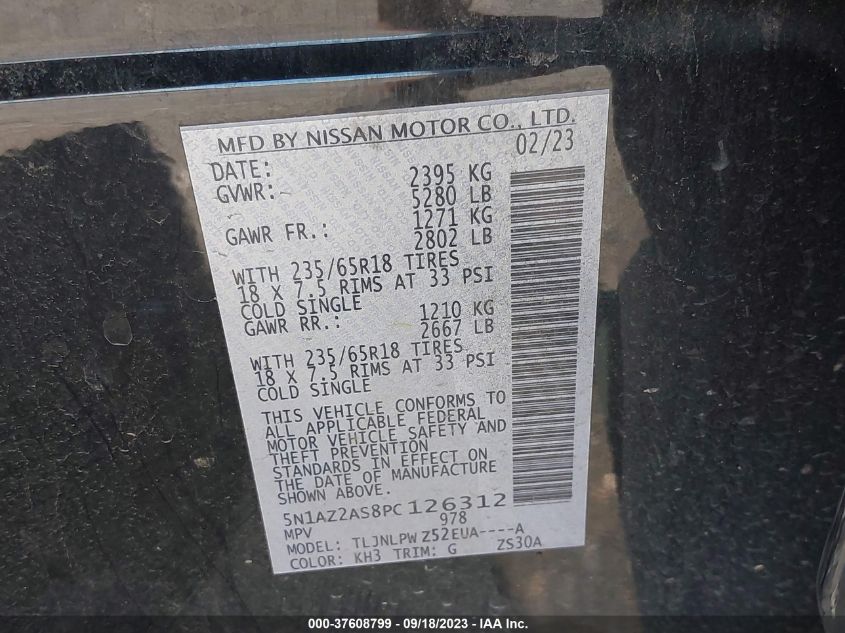 MFD BY NISSAN MOTOR CO., LTD.
DATE: 02/23
GVWR: 2395 KG
5280 LB
GAWR FR.: 1271 KG
2802 LB
WITH 235/65R18 TIRES
18 X 7.5 RIMS AT 33 PSI
COLD SINGLE
GAWR RR.: 1210 KG
2667 LB
WITH 235/65R18 TIRES
18 X 7.5 RIMS AT 33 PSI
COLD SINGLE
THIS VEHICLE CONFORMS TO
ALL APPLICABLE FEDERAL
MOTOR VEHICLE SAFETY AND
THEFT PREVENTION
STANDARDS IN EFFECT ON
THE DATE OF MANUFACTURE
SHOWN ABOVE.
5N1AZ2AS8PC126312
MPV 978
MODEL: TLJNLPW Z52EUA----A
COLOR: KH3 TRIM: G ZS30A
000-37608799 - 09/18/2023 - IAA Inc.